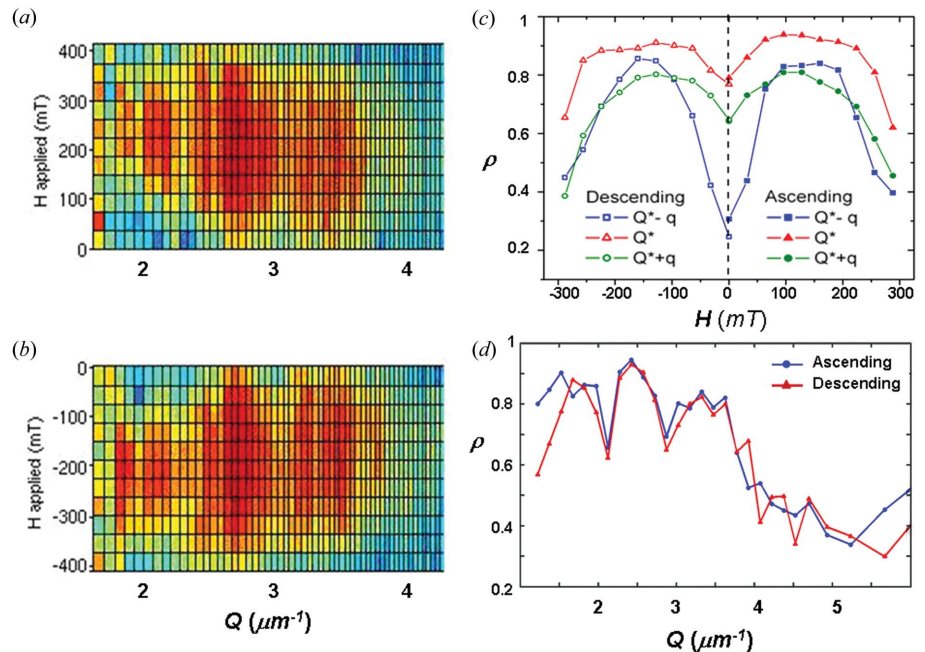 (a)
H applied (mT)
400
300
200
100
0
2 3 4
(b)
H applied (mT)
0
-100
-200
-300
-400
2 3 4
Q (μm-1)
(c)
ρ
1
0.8
0.6
0.4
0.2
Descending Ascending
Q*- q Q*- q
Q* Q*
Q*+q Q*+q
-300 -200 -100 0 100 200 300
H (mT)
(d)
ρ
1
0.8
0.6
0.4
0.2
Ascending
Descending
2 3 4 5
Q (μm-1)